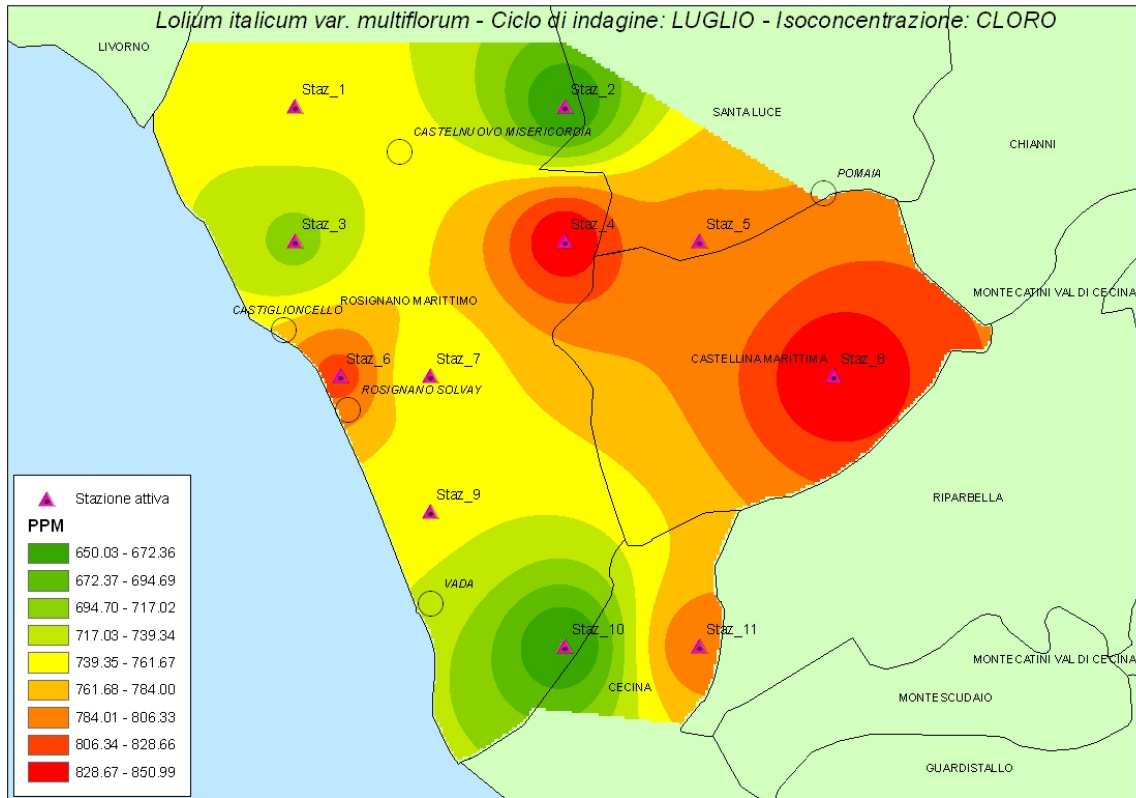 Lolium italicum var. multiflorum - Ciclo di indagine: LUGLIO - Isoconcentrazione: CLORO
LIVORNO
Staz_1
Staz_2
SANTA LUCE
CASTELNUOVO MISERICORDIA
CHIANNI
POMAIA
Staz_3
Staz_4
Staz_5
MONTECATINI VAL DI CECINA
ROSIGNANO MARITTIMO
CASTIGLIONCELLO
Staz_6
Staz_7
CASTELLINA MARITTIMA
Staz_8
ROSIGNANO SOLVAY
Staz_9
RIPARBELLA
VADA
Staz_10
Staz_11
MONTECATINI VAL DI CECINA
CECINA
MONTESCUDAIO
GUARDISTALLO
Stazione attiva
PPM
650.03 - 672.36
672.37 - 694.69
694.70 - 717.02
717.03 - 739.34
739.35 - 761.67
761.68 - 784.00
784.01 - 806.33
806.34 - 828.66
828.67 - 850.99